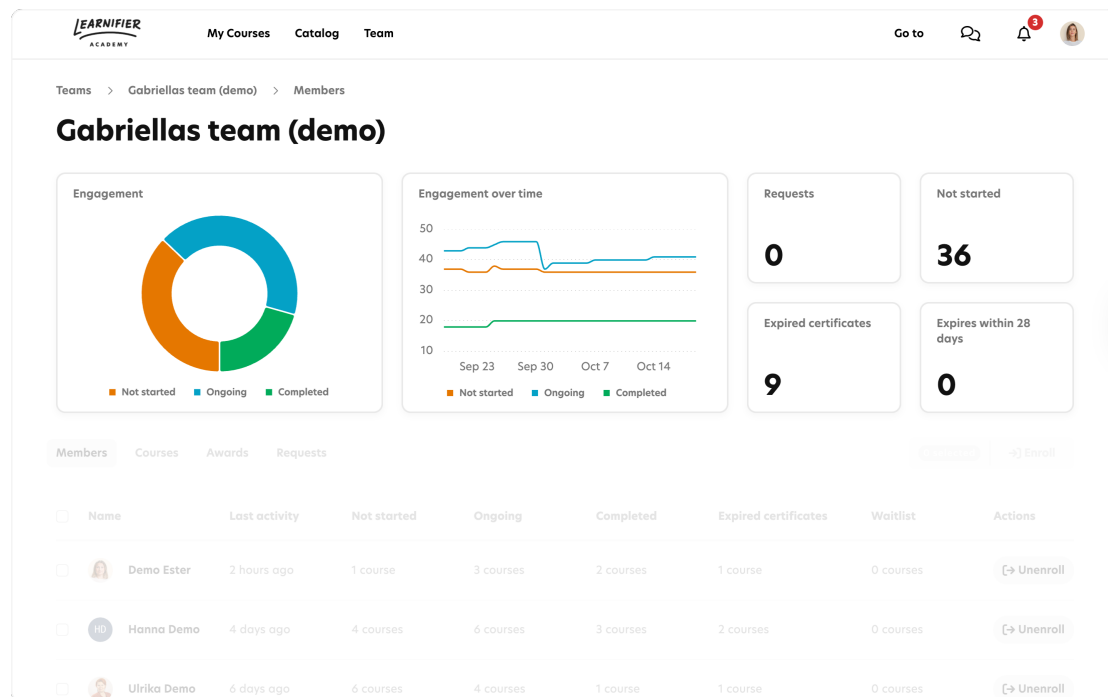 LEARNIFIER
ACADEMY
My Courses Catalog Team Go to 3
Teams > Gabriellas team (demo) > Members
Gabriellas team (demo)
Engagement
Not started Ongoing Completed
Engagement over time
50
40
30
20
10
Sep 23 Sep 30 Oct 7 Oct 14
Not started Ongoing Completed
Requests
0
Not started
36
Expired certificates
9
Expires within 28
days
0
Members Courses Awards Requests Enroll
Name Last activity Not started Ongoing Completed Expired certificates Waitlist Actions
Demo Ester 2 hours ago 1 course 3 courses 2 courses 1 course 0 courses Unenroll
HD Hanna Demo 4 days ago 4 courses 6 courses 3 courses 2 courses 0 courses Unenroll
Ulrika Demo 6 days ago 6 courses 4 courses 1 course 1 course 0 courses Unenroll